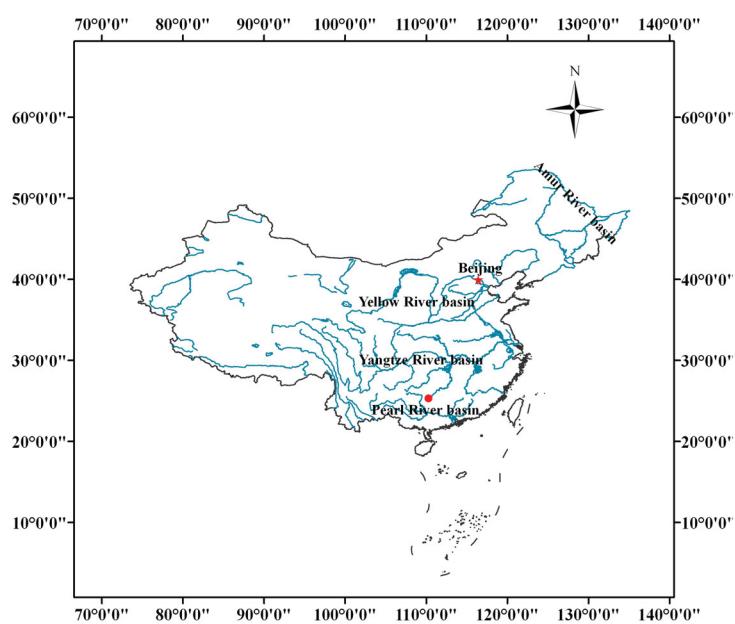 70°0'0" 80°0'0" 90°0'0" 100°0'0" 110°0'0" 120°0'0" 130°0'0" 140°0'0"
N
60°0'0" 60°0'0"
Amur River basin
50°0'0" 50°0'0"
Beijing
40°0'0" 40°0'0"
Yellow River basin
Yangtze River basin
30°0'0" 30°0'0"
Pearl River basin
20°0'0" 20°0'0"
10°0'0" 10°0'0"
70°0'0" 80°0'0" 90°0'0" 100°0'0" 110°0'0" 120°0'0" 130°0'0" 140°0'0"